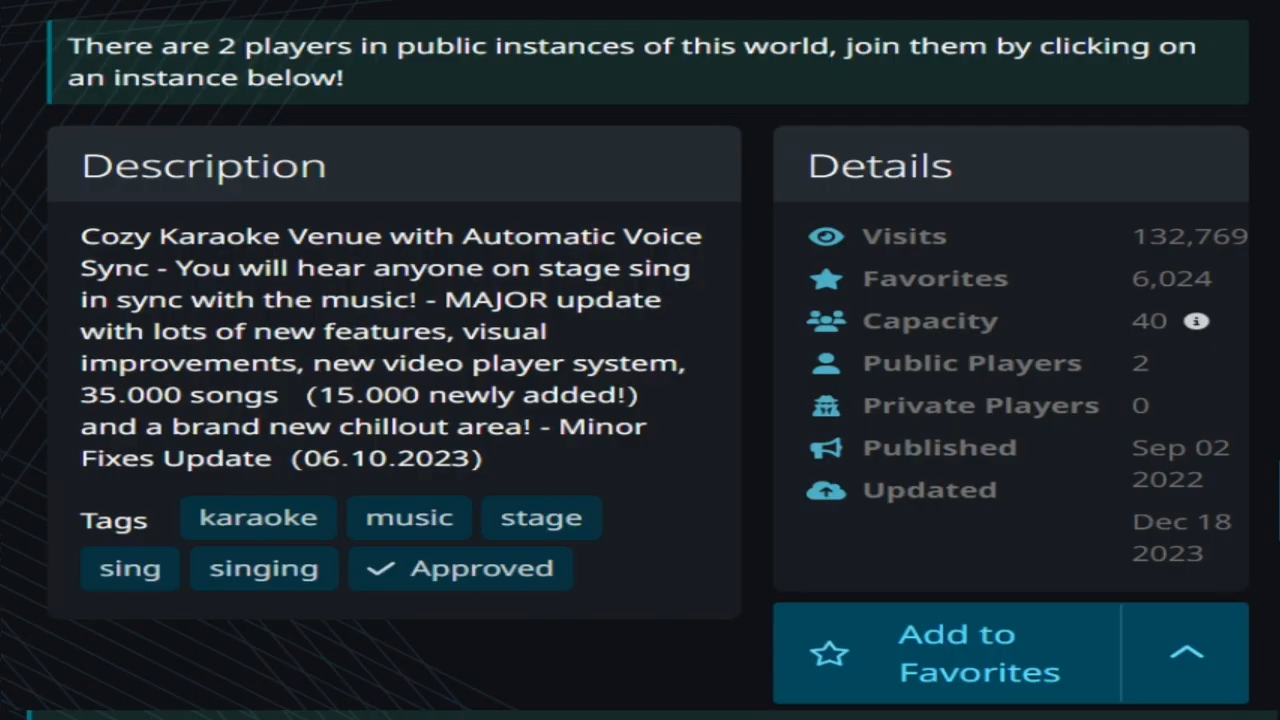 There are 2 players in public instances of this world, join them by clicking on
an instance below!
Description
Cozy Karaoke Venue with Automatic Voice
Sync - You will hear anyone on stage sing
in sync with the music! - MAJOR update
with lots of new features, visual
improvements, new video player system,
35.000 songs (15.000 newly added!)
and a brand new chillout area! - Minor
Fixes Update (06.10.2023)
Tags karaoke music stage
sing singing Approved
Details
Visits 132,769
Favorites 6,024
Capacity 40
Public Players 2
Private Players 0
Published Sep 02
2022
Updated Dec 18
2023
Add to
Favorites